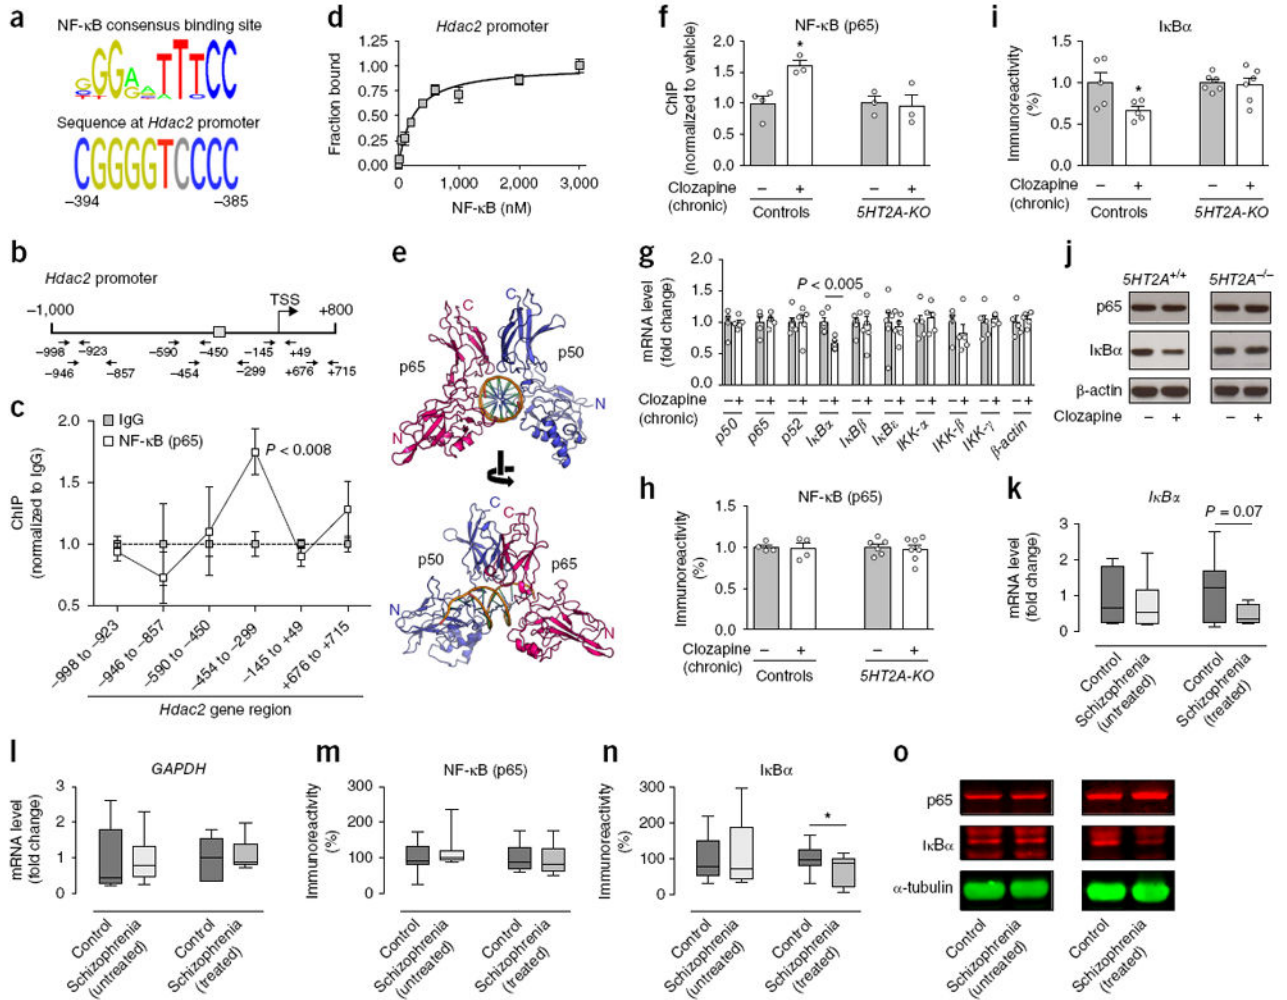 a
NF-κB consensus binding site
GGAATTTCC
Sequence at Hdac2 promoter
CGGGGTCCCC
−394 −385
b
Hdac2 promoter
TSS
−1,000 +800
−998 −923 −590 −450 −145 +49
−946 −857 −454 −299 +676 +715
c
IgG
NF-κB (p65)
P < 0.008
ChIP
(normalized to IgG)
2.0
1.5
1.0
0.5
−998 to −923
−946 to −857
−590 to −450
−454 to −299
−145 to +49
+676 to +715
Hdac2 gene region
d
Hdac2 promoter
Fraction bound
1.25
1.00
0.75
0.50
0.25
0.00
0 1,000 2,000 3,000
NF-κB (nM)
e
C C
p65 p50
N N
C C
p50 p65
N N
f
NF-κB (p65)
ChIP
(normalized to vehicle)
2.0
1.5
1.0
0.5
0.0
*
Clozapine
(chronic)
− + − +
Controls 5HT2A-KO
g
mRNA level
(fold change)
2.0
1.5
1.0
0.5
0.0
P < 0.005
Clozapine
(chronic)
−+ −+ −+ −+ −+ −+ −+ −+ −+ −+
p50 p65 p52 IκBα IκBβ IκBε IKK-α IKK-β IKK-γ β-actin
h
NF-κB (p65)
Immunoreactivity
(%)
1.5
1.0
0.5
0.0
Clozapine
(chronic)
− + − +
Controls 5HT2A-KO
i
IκBα
Immunoreactivity
(%)
1.5
1.0
0.5
0.0
*
Clozapine
(chronic)
− + − +
Controls 5HT2A-KO
j
5HT2A+/+ 5HT2A−/−
p65
IκBα
β-actin
Clozapine − + − +
k
IκBα
P = 0.07
mRNA level
(fold change)
3
2
1
0
Control
Schizophrenia
(untreated)
Control
Schizophrenia
(treated)
l
GAPDH
mRNA level
(fold change)
3
2
1
0
Control
Schizophrenia
(untreated)
Control
Schizophrenia
(treated)
m
NF-κB (p65)
Immunoreactivity
(%)
300
200
100
0
Control
Schizophrenia
(untreated)
Control
Schizophrenia
(treated)
n
IκBα
Immunoreactivity
(%)
300
200
100
0
*
Control
Schizophrenia
(untreated)
Control
Schizophrenia
(treated)
o
p65
IκBα
α-tubulin
Control
Schizophrenia
(untreated)
Control
Schizophrenia
(treated)